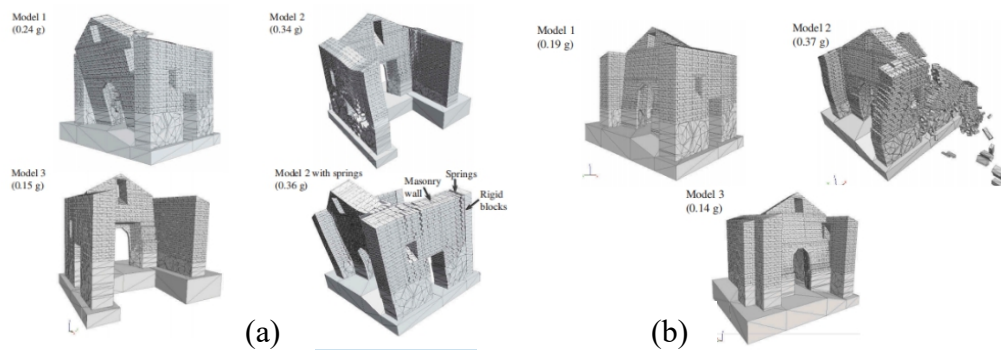 Model 1
(0.24 g)
Model 2
(0.34 g)
Model 3
(0.15 g)
Model 2 with springs
(0.36 g)
Masonry
wall
Springs
Rigid
blocks
(a)
Model 1
(0.19 g)
Model 2
(0.37 g)
Model 3
(0.14 g)
(b)